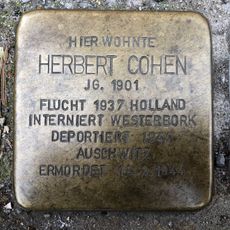 HIER WOHNTE
HERBERT COHEN
JG. 1901
FLUCHT 1937 HOLLAND
INTERNIERT WESTERBORK
DEPORTIERT
AUSCHWITZ
ERMORDET